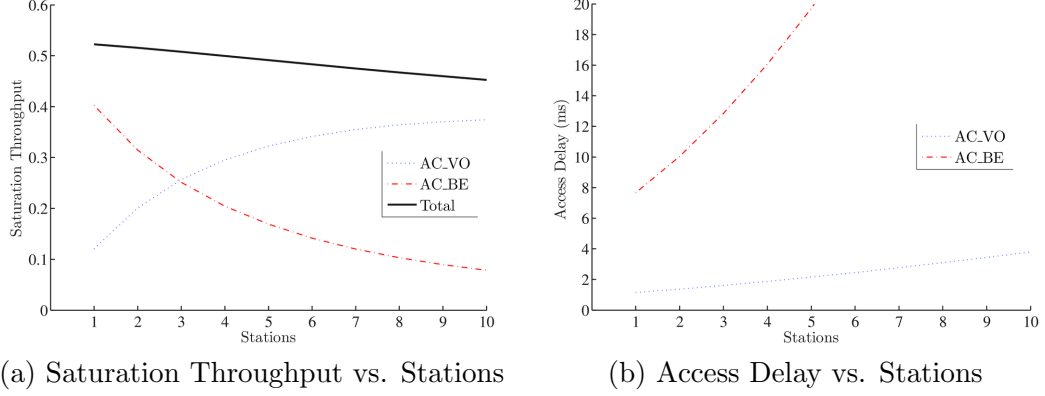 0.6
0.5
0.4
0.3
0.2
0.1
0
Saturation Throughput
AC_VO
AC_BE
Total
1 2 3 4 5 6 7 8 9 10
Stations
(a) Saturation Throughput vs. Stations
20
18
16
14
12
10
8
6
4
2
0
Access Delay (ms)
AC_VO
AC_BE
1 2 3 4 5 6 7 8 9 10
Stations
(b) Access Delay vs. Stations